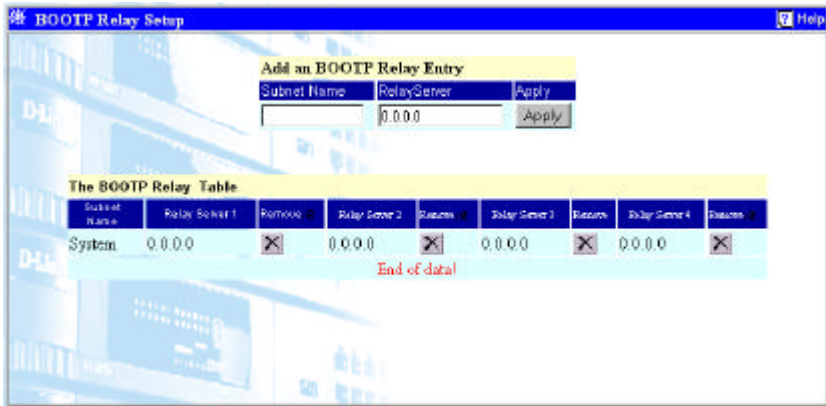 BOOTP Relay Setup
Help
Add an BOOTP Relay Entry
Subnet Name RelayServer Apply
0.0.0.0 Apply
The BOOTP Relay Table
Subnet Name Relay Server 1 Remove Relay Server 2 Remove Relay Server 3 Remove Relay Server 4 Remove
System 0.0.0.0 0.0.0.0 0.0.0.0 0.0.0.0
End of data!